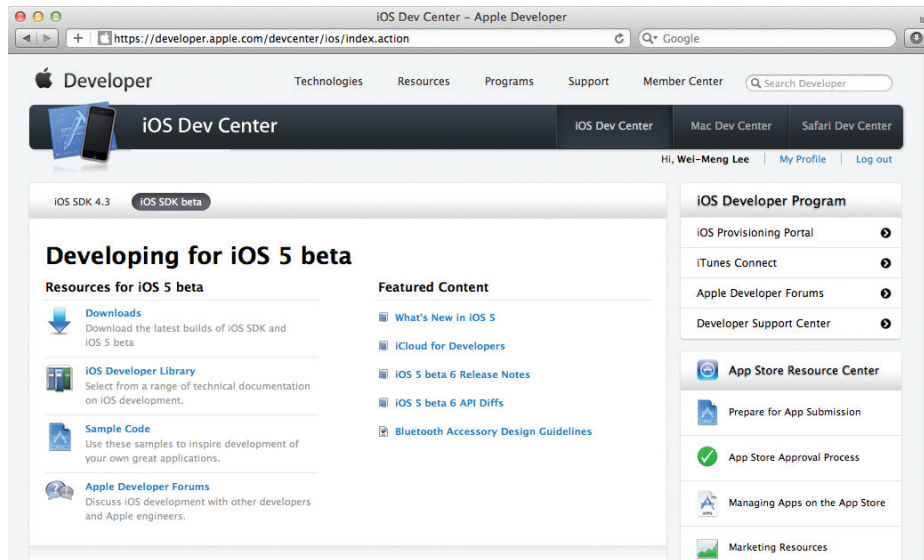 iOS Dev Center – Apple Developer
https://developer.apple.com/devcenter/ios/index.action
Google
Developer
Technologies
Resources
Programs
Support
Member Center
Search Developer
iOS Dev Center
iOS Dev Center
Mac Dev Center
Safari Dev Center
Hi, Wei-Meng Lee
My Profile
Log out
iOS SDK 4.3
iOS SDK beta
Developing for iOS 5 beta
Resources for iOS 5 beta
Downloads
Download the latest builds of iOS SDK and
iOS 5 beta
iOS Developer Library
Select from a range of technical documentation
on iOS development.
Sample Code
Use these samples to inspire development of
your own great applications.
Apple Developer Forums
Discuss iOS development with other developers
and Apple engineers.
Featured Content
What's New in iOS 5
iCloud for Developers
iOS 5 beta 6 Release Notes
iOS 5 beta 6 API Diffs
Bluetooth Accessory Design Guidelines
iOS Developer Program
iOS Provisioning Portal
iTunes Connect
Apple Developer Forums
Developer Support Center
App Store Resource Center
Prepare for App Submission
App Store Approval Process
APPS
Managing Apps on the App Store
Marketing Resources